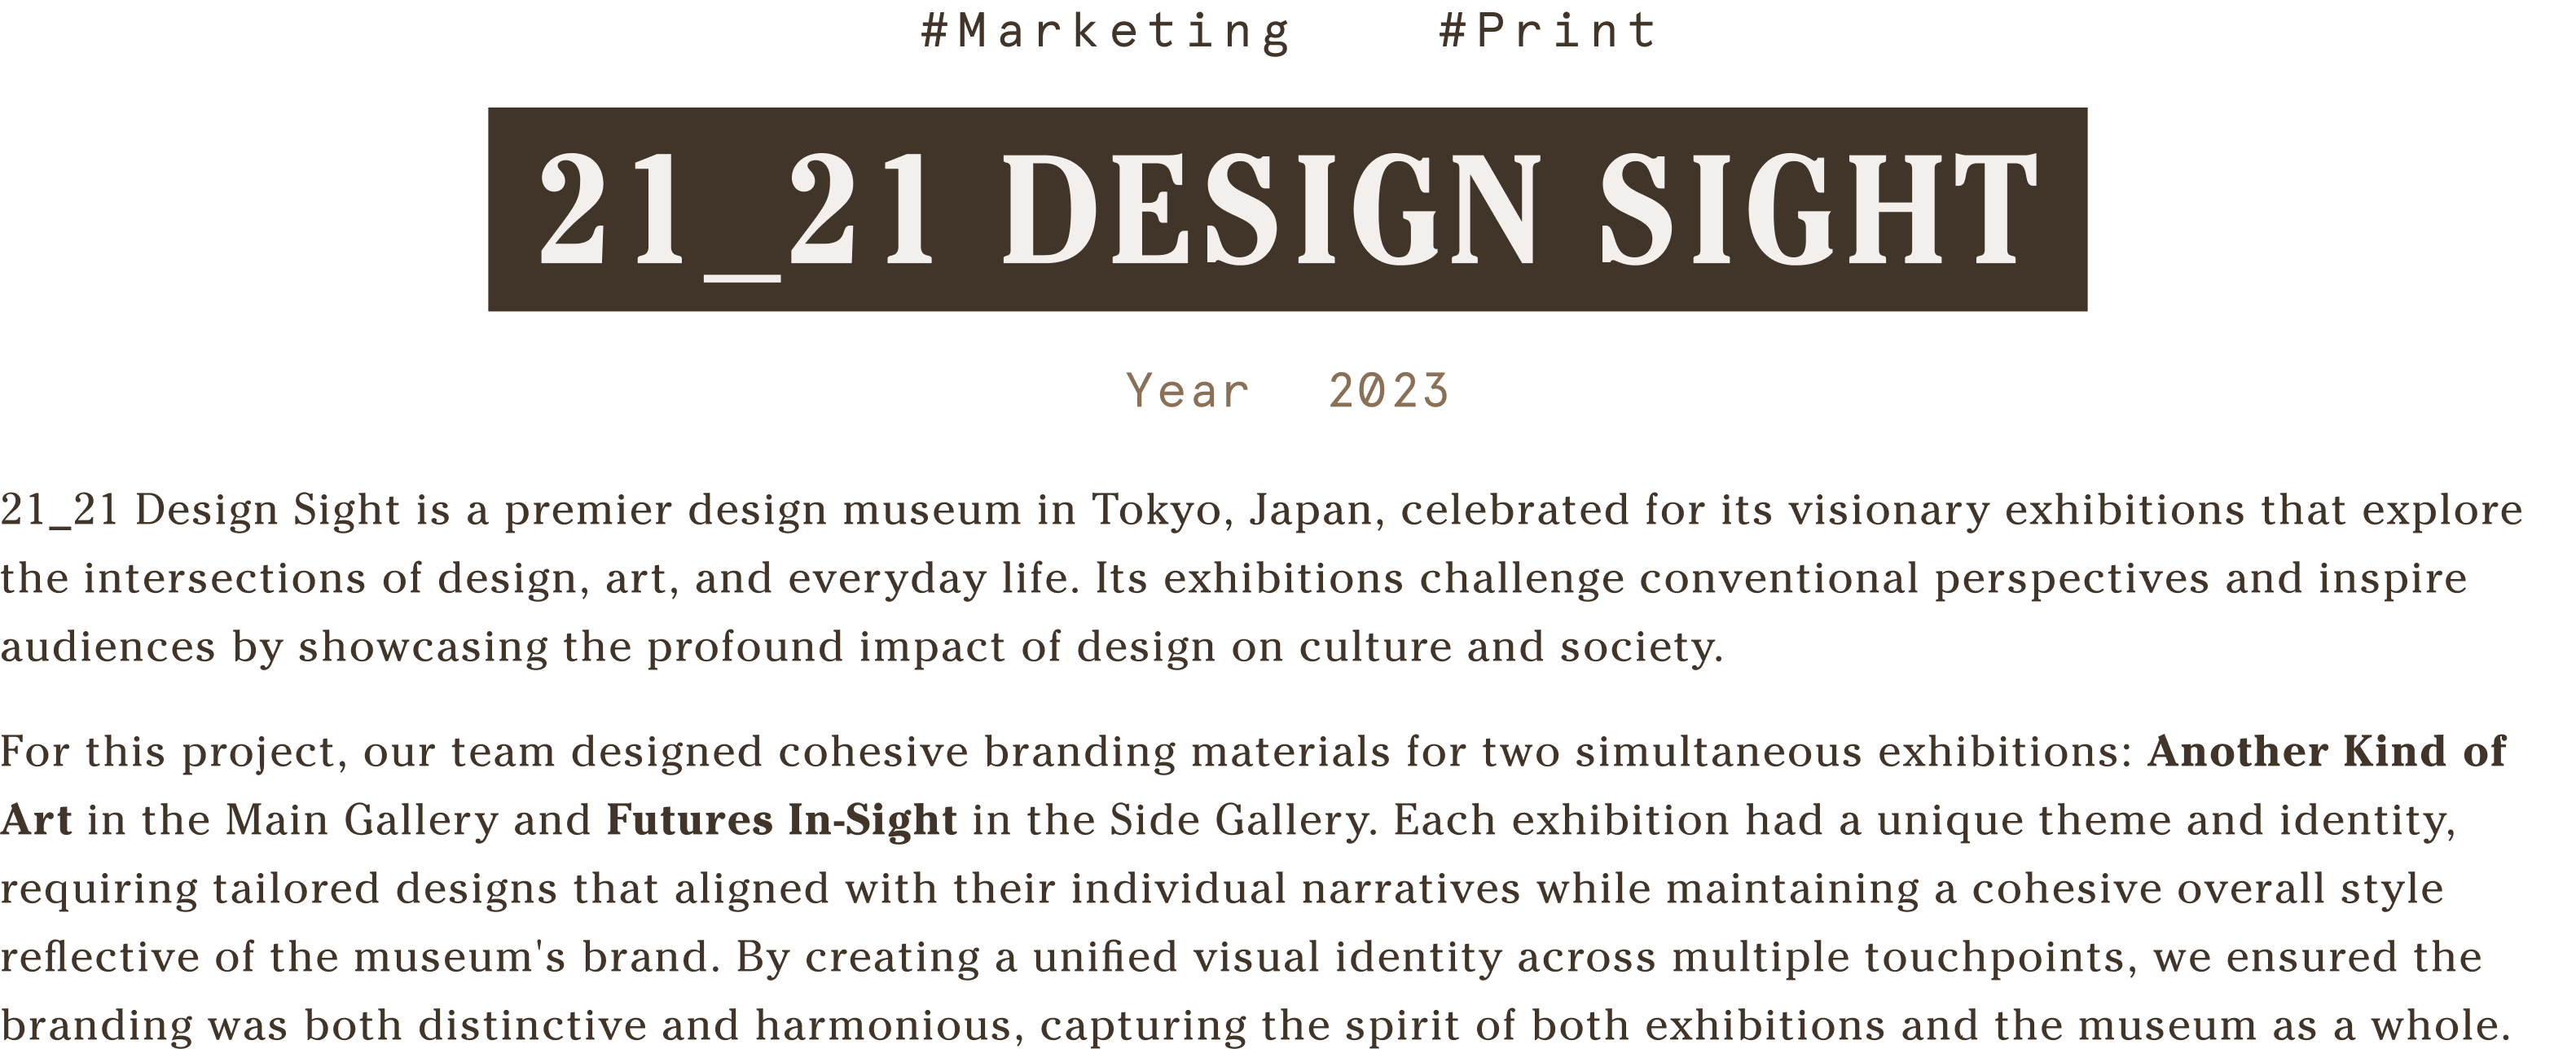 #Marketing #Print
21_21 DESIGN SIGHT
Year 2023
21_21 Design Sight is a premier design museum in Tokyo, Japan, celebrated for its visionary exhibitions that explore
the intersections of design, art, and everyday life. Its exhibitions challenge conventional perspectives and inspire
audiences by showcasing the profound impact of design on culture and society.
For this project, our team designed cohesive branding materials for two simultaneous exhibitions: Another Kind of
Art in the Main Gallery and Futures In-Sight in the Side Gallery. Each exhibition had a unique theme and identity,
requiring tailored designs that aligned with their individual narratives while maintaining a cohesive overall style
reflective of the museum's brand. By creating a unified visual identity across multiple touchpoints, we ensured the
branding was both distinctive and harmonious, capturing the spirit of both exhibitions and the museum as a whole.